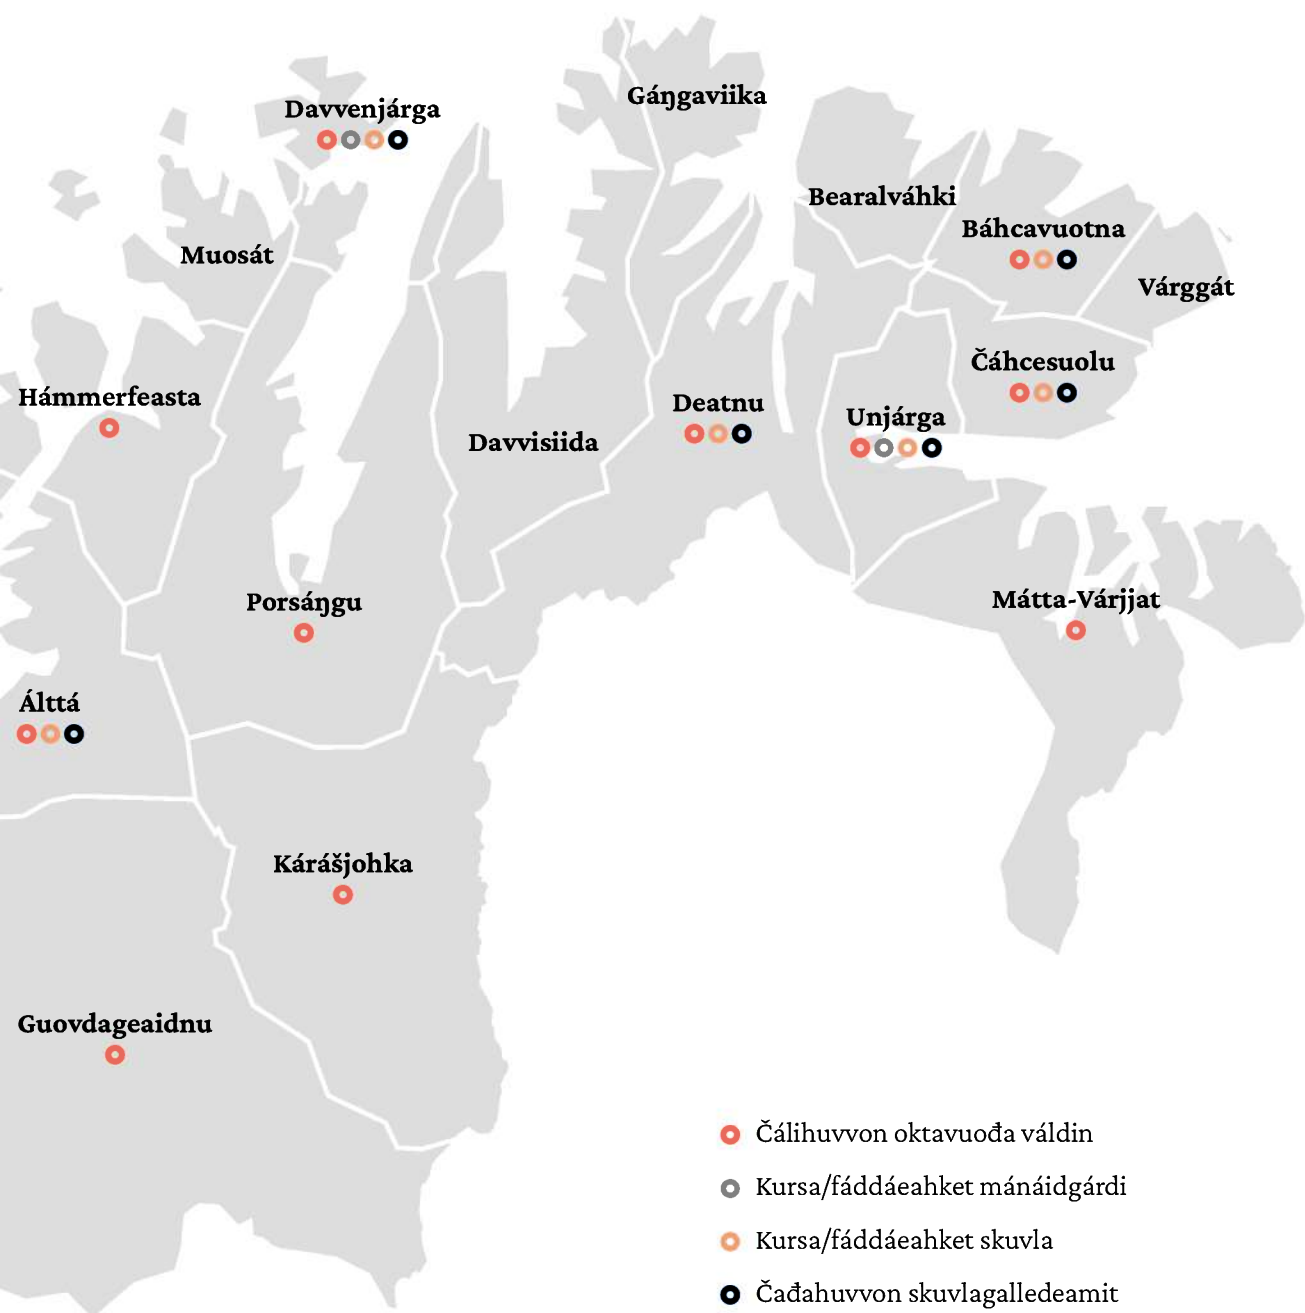 Gáŋgaviika
Davvenjárga
Bearalváhki
Báhcavuotna
Muosát
Várggát
Čáhcesuolu
Hámmerfeasta
Deatnu
Unjárga
Davvisiida
Porsáŋgu
Mátta-Várjjat
Álttá
Kárášjohka
Guovdageaidnu
Čálihuvvon oktavuođa váldin
Kursa/fáddáeahket mánáidgárdi
Kursa/fáddáeahket skuvla
Čađahuvvon skuvlagalledeamit